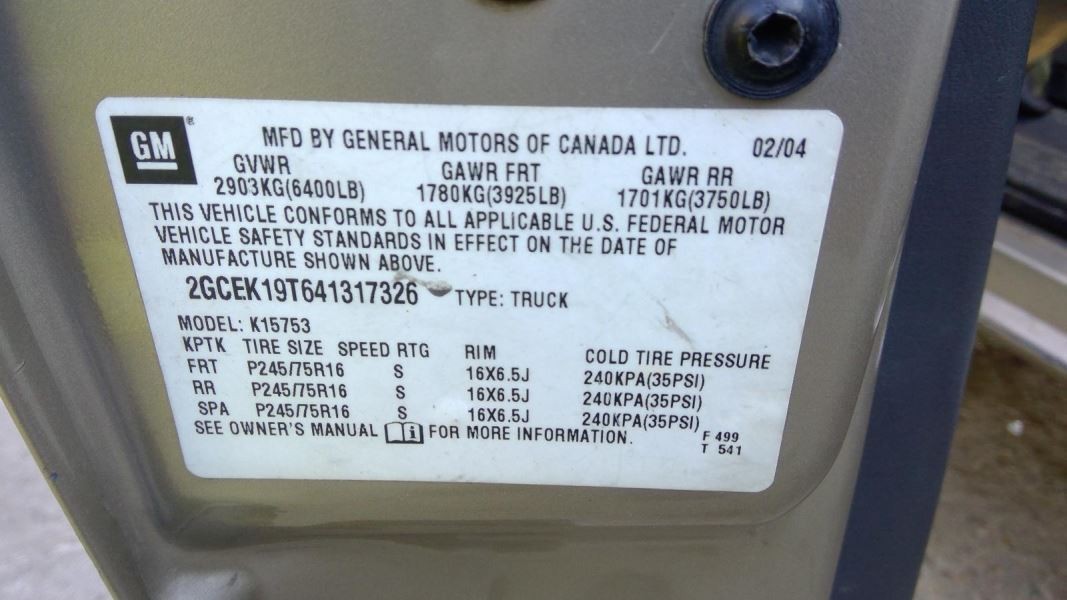 GM ® MFD BY GENERAL MOTORS OF CANADA LTD. 02/04
GVWR GAWR FRT GAWR RR
2903KG(6400LB) 1780KG(3925LB) 1701KG(3750LB)
THIS VEHICLE CONFORMS TO ALL APPLICABLE U.S. FEDERAL MOTOR
VEHICLE SAFETY STANDARDS IN EFFECT ON THE DATE OF
MANUFACTURE SHOWN ABOVE.
2GCEK19T641317326 TYPE: TRUCK
MODEL: K15753
KPTK TIRE SIZE SPEED RTG RIM COLD TIRE PRESSURE
FRT P245/75R16 S 16X6.5J 240KPA(35PSI)
RR P245/75R16 S 16X6.5J 240KPA(35PSI)
SPA P245/75R16 S 16X6.5J 240KPA(35PSI)
SEE OWNER'S MANUAL i FOR MORE INFORMATION. F 499
T 541